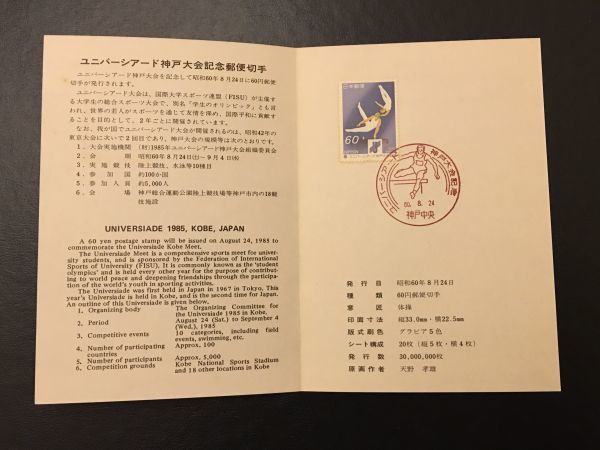 ユニバーシアード神戸大会記念郵便切手
ユニバーシアード神戸大会を記念して昭和60年8月24日に60円郵便
切手が発行されます。
ユニバーシアード大会は、国際大学スポーツ連盟(FISU)が主催す
る大学生の総合スポーツ大会で、別名「学生のオリンピック」とも言
われ、世界の若人がスポーツを通じて友情を深め、国際平和に貢献す
ることを目的として、2年ごとに開催されています。
なお、我が国でユニバーシアード大会が開催されるのは、昭和42年の
東京大会に次いで2回目であり、神戸大会の規模等は次のとおりです。
1. 大会実施機関 (財)1985年ユニバーシアード神戸大会組織委員会
2. 会期 昭和60年8月24日(土)~9月4日(水)
3. 実施競技 陸上競技、水泳等10種目
4. 参加国 約100か国
5. 参加人員 約5,000人
6. 会場 神戸総合運動公園陸上競技場等神戸市内の18競
技施設
UNIVERSIADE 1985, KOBE, JAPAN
A 60 yen postage stamp will be issued on August 24, 1985 to
commemorate the Universiade Kobe Meet.
The Universiade Meet is a comprehensive sports meet for univer-
sity students, and is sponsored by the Federation of International
Sports of University (FISU). It is commonly known as the 'student
olympics' and is held every other year for the purpose of contribut-
ing to world peace and deepening friendships through the participa-
tion of the world's youth in sporting activities.
The Universiade was first held in Japan in 1967 in Tokyo, This
year's Universiade is held in Kobe, and is the second time for Japan.
An outline of this Universiade is given below,
1. Organizing body The Organizing Committee for
the Universiade 1985 in Kobe.
2. Period August 24 (Sat.) to September 4
(Wed.), 1985
3. Competitive events 10 categories, including field
events, swimming, etc.
4. Number of participating
countries Approx, 100
5. Number of participants Approx, 5,000
6. Competition grounds Kobe National Sports Stadium
and 18 other locations in Kobe
日本郵便
60
NIPPON
ユニバーシアード神戸大会記念
60. 8. 24
神戸中央
発行日 昭和60年8月24日
種類 60円郵便切手
意匠 体操
印面寸法 縦33.0mm・横22.5mm
版式刷色 グラビア5色
シート構成 20枚(縦5枚・横4枚)
発行数 30,000,000枚
原画作者 天野 孝雄